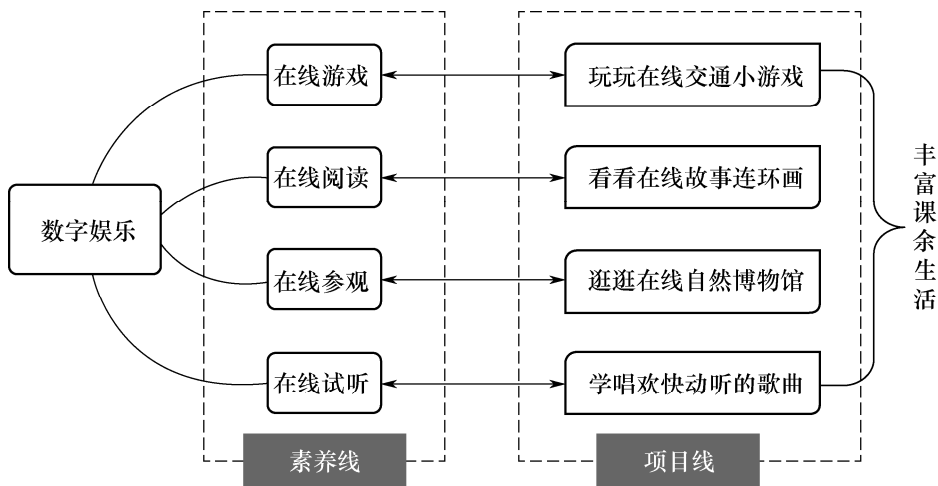 数字娱乐
在线游戏
在线阅读
在线参观
在线试听
素养线
玩玩在线交通小游戏
看看在线故事连环画
逛逛在线自然博物馆
学唱欢快动听的歌曲
项目线
丰富课余生活